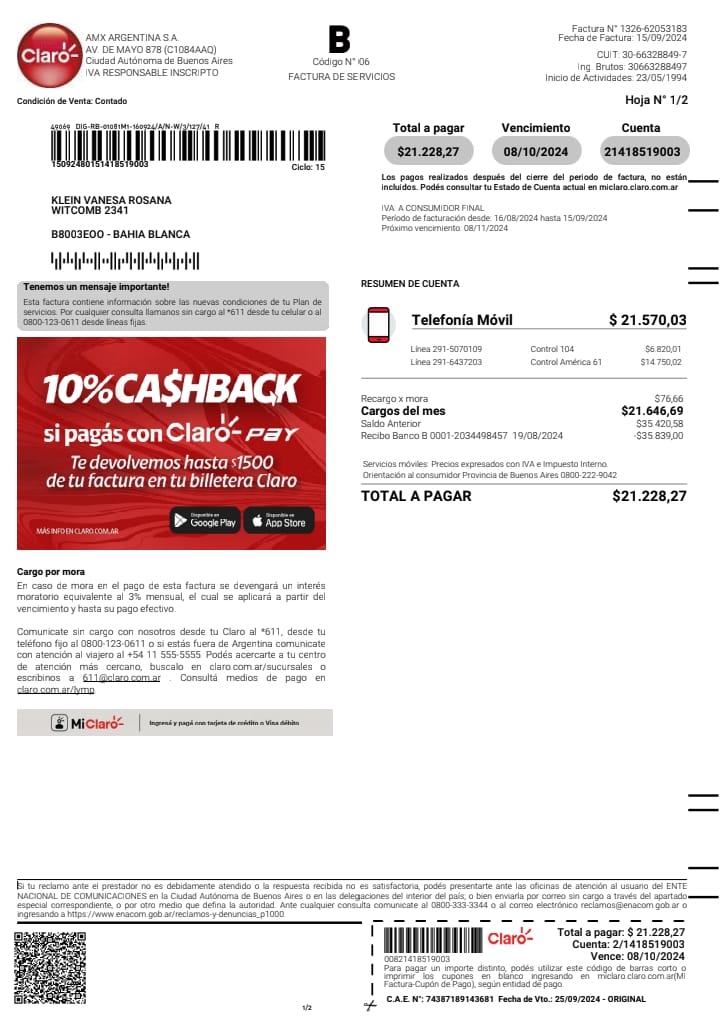 Claro
AMX ARGENTINA S.A.
AV. DE MAYO 878 (C1084AAQ)
Ciudad Autónoma de Buenos Aires
IVA RESPONSABLE INSCRIPTO
B
Código N° 06
FACTURA DE SERVICIOS
Factura N° 1326-62053183
Fecha de Factura: 15/09/2024
CUIT: 30-66328849-7
Ing. Brutos: 30663288497
Inicio de Actividades: 23/05/1994
Condición de Venta: Contado
Hoja N° 1/2
49669 DIG-RB-01081M1-160924/A/N-W/3/127/41 R
15092480151418519003
Ciclo: 15
KLEIN VANESA ROSANA
WITCOMB 2341
B8003EOO - BAHIA BLANCA
Total a pagar
Vencimiento
Cuenta
$21.228,27
08/10/2024
21418519003
Los pagos realizados después del cierre del periodo de factura, no están
incluidos. Podés consultar tu Estado de Cuenta actual en miclaro.claro.com.ar
IVA: A CONSUMIDOR FINAL
Período de facturación desde: 16/08/2024 hasta 15/09/2024
Próximo vencimiento: 08/11/2024
Tenemos un mensaje importante!
Esta factura contiene información sobre las nuevas condiciones de tu Plan de
servicios. Por cualquier consulta llamanos sin cargo al *611 desde tu celular o al
0800-123-0611 desde líneas fijas.
10% CA$HBACK
si pagás con Claro PAY
Te devolvemos hasta $1500
de tu factura en tu billetera Claro
MÁS INFO EN CLARO.COM.AR
Disponible en
Google Play
Disponible en
App Store
RESUMEN DE CUENTA
Telefonía Móvil $ 21.570,03
Línea 291-5070109 Control 104 $6.820,01
Línea 291-6437203 Control América 61 $14.750,02
Recargo x mora $76,66
Cargos del mes $21.646,69
Saldo Anterior $35.420,58
Recibo Banco B 0001-2034498457 19/08/2024 -$35.839,00
Servicios móviles: Precios expresados con IVA e Impuesto Interno.
Orientación al consumidor Provincia de Buenos Aires 0800-222-9042
TOTAL A PAGAR $21.228,27
Cargo por mora
En caso de mora en el pago de esta factura se devengará un interés
moratorio equivalente al 3% mensual, el cual se aplicará a partir del
vencimiento y hasta su pago efectivo.
Comunicate sin cargo con nosotros desde tu Claro al *611, desde tu
teléfono fijo al 0800-123-0611 o si estás fuera de Argentina comunicate
con atención al viajero al +54 11 555-5555 Podés acercarte a tu centro
de atención más cercano, buscalo en claro.com.ar/sucursales o
escribinos a 611@claro.com.ar . Consultá medios de pago en
claro.com.ar/lymp
MiClaro
Ingresá y pagá con tarjeta de crédito o Visa débito
Si tu reclamo ante el prestador no es debidamente atendido o la respuesta recibida no es satisfactoria, podés presentarte ante las oficinas de atención al usuario del ENTE
NACIONAL DE COMUNICACIONES en la Ciudad Autónoma de Buenos Aires o en las delegaciones del interior del país; o bien enviarla por correo sin cargo a través del apartado
especial correspondiente, o por otro medio que defina la autoridad. Ante cualquier consulta comunicate al 0800-333-3344 o al correo electrónico reclamos@enacom.gob.ar o
ingresando a https://www.enacom.gob.ar/reclamos-y-denuncias_p1000
00821418519003
Claro
Total a pagar: $ 21.228,27
Cuenta: 2/1418519003
Vence: 08/10/2024
Para pagar un importe distinto, podés utilizar este código de barras corto o
imprimir los cupones en blanco ingresando en miclaro.claro.com.ar(Mi
Factura-Cupón de Pago), según entidad de pago.
C.A.E. N°: 74387189143681 Fecha de Vto.: 25/09/2024 - ORIGINAL
1/2